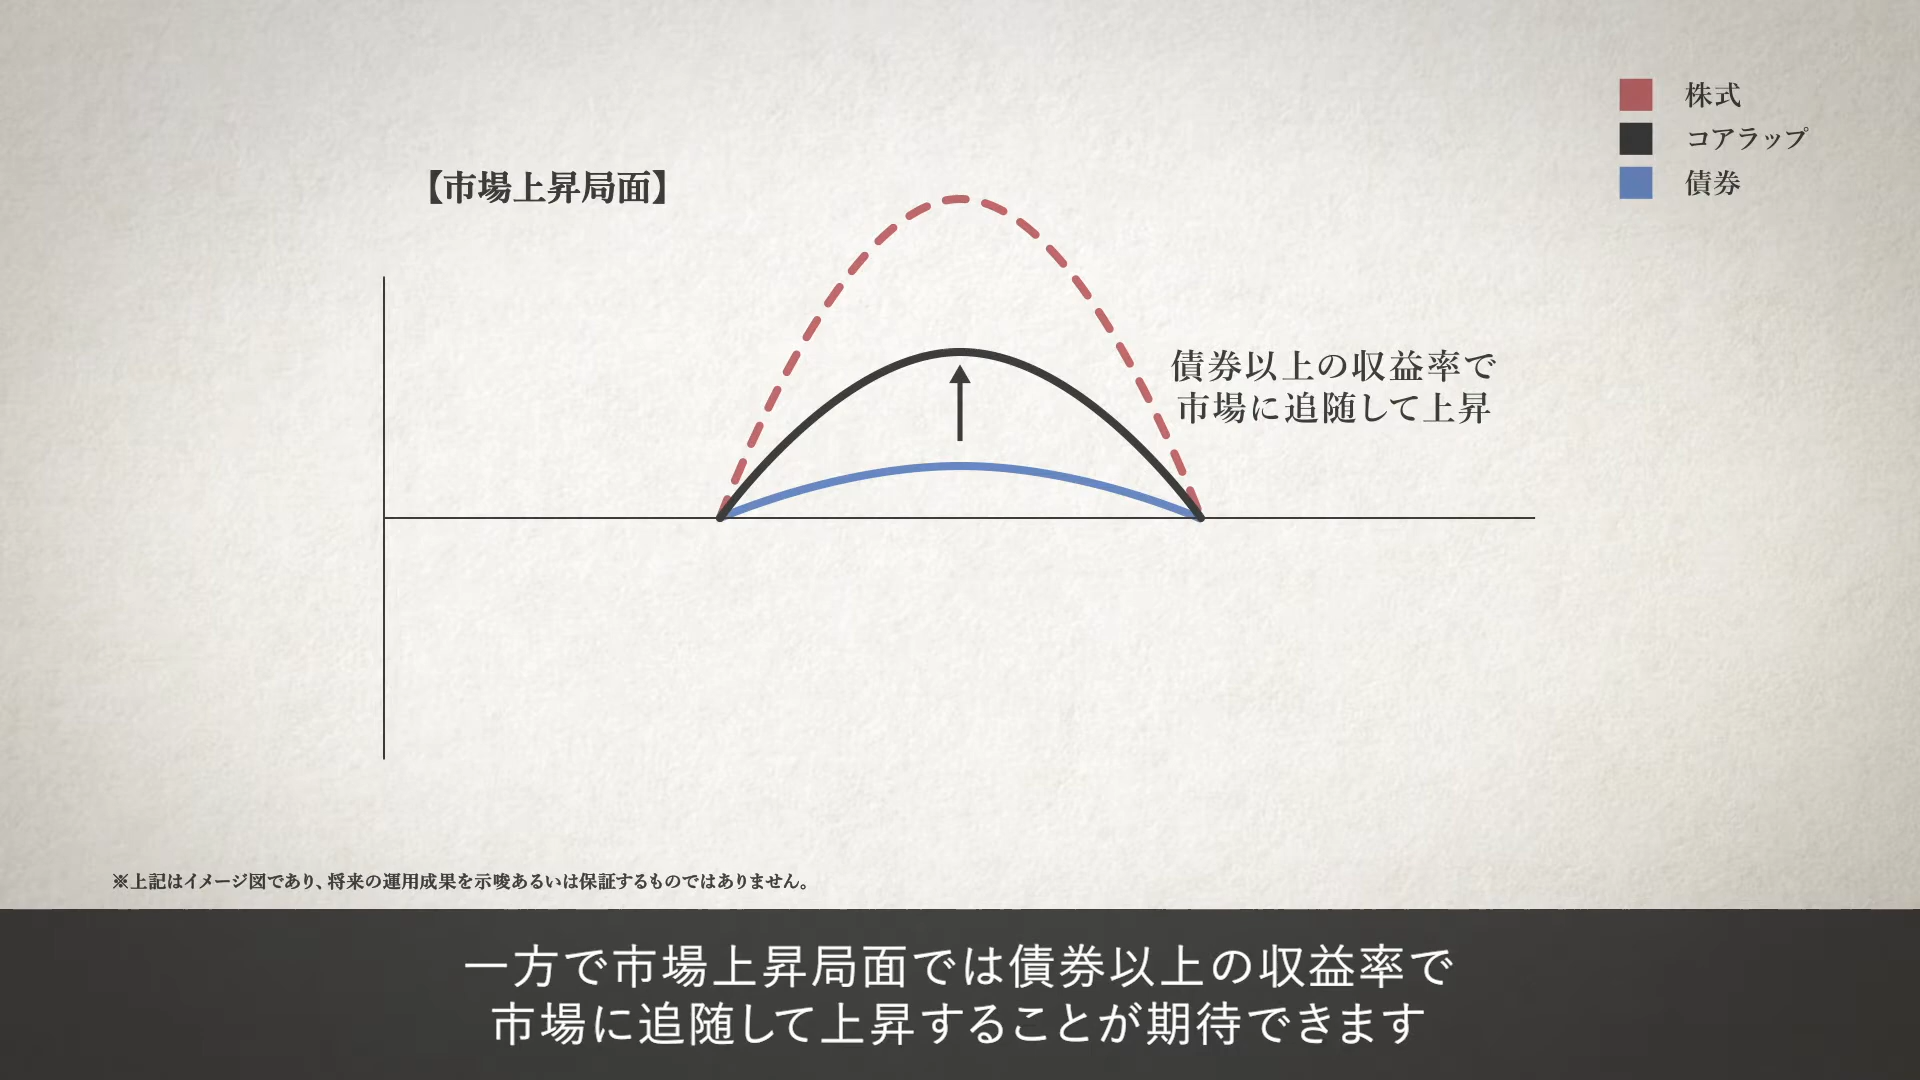 株式
コアラップ
債券
【市場上昇局面】
債券以上の収益率で
市場に追随して上昇
※上記はイメージ図であり、将来の運用成果を示唆あるいは保証するものではありません。
一方で市場上昇局面では債券以上の収益率で
市場に追随して上昇することが期待できます